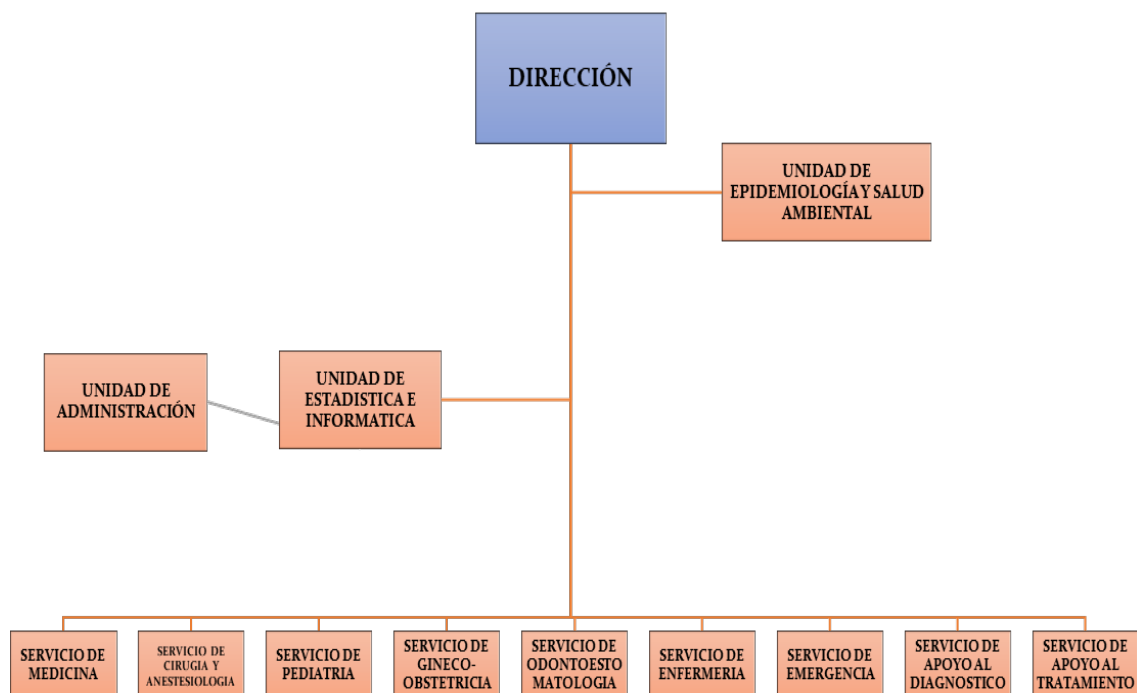 DIRECCIÓN
UNIDAD DE
EPIDEMIOLOGÍA Y SALUD
AMBIENTAL
UNIDAD DE
ADMINISTRACIÓN
UNIDAD DE
ESTADISTICA E
INFORMATICA
SERVICIO DE
MEDICINA
SERVICIO DE
CIRUGIA Y
ANESTESIOLOGIA
SERVICIO DE
PEDIATRIA
SERVICIO DE
GINECO-
OBSTETRICIA
SERVICIO DE
ODONTOESTO
MATOLOGIA
SERVICIO DE
ENFERMERIA
SERVICIO DE
EMERGENCIA
SERVICIO DE
APOYO AL
DIAGNOSTICO
SERVICIO DE
APOYO AL
TRATAMIENTO